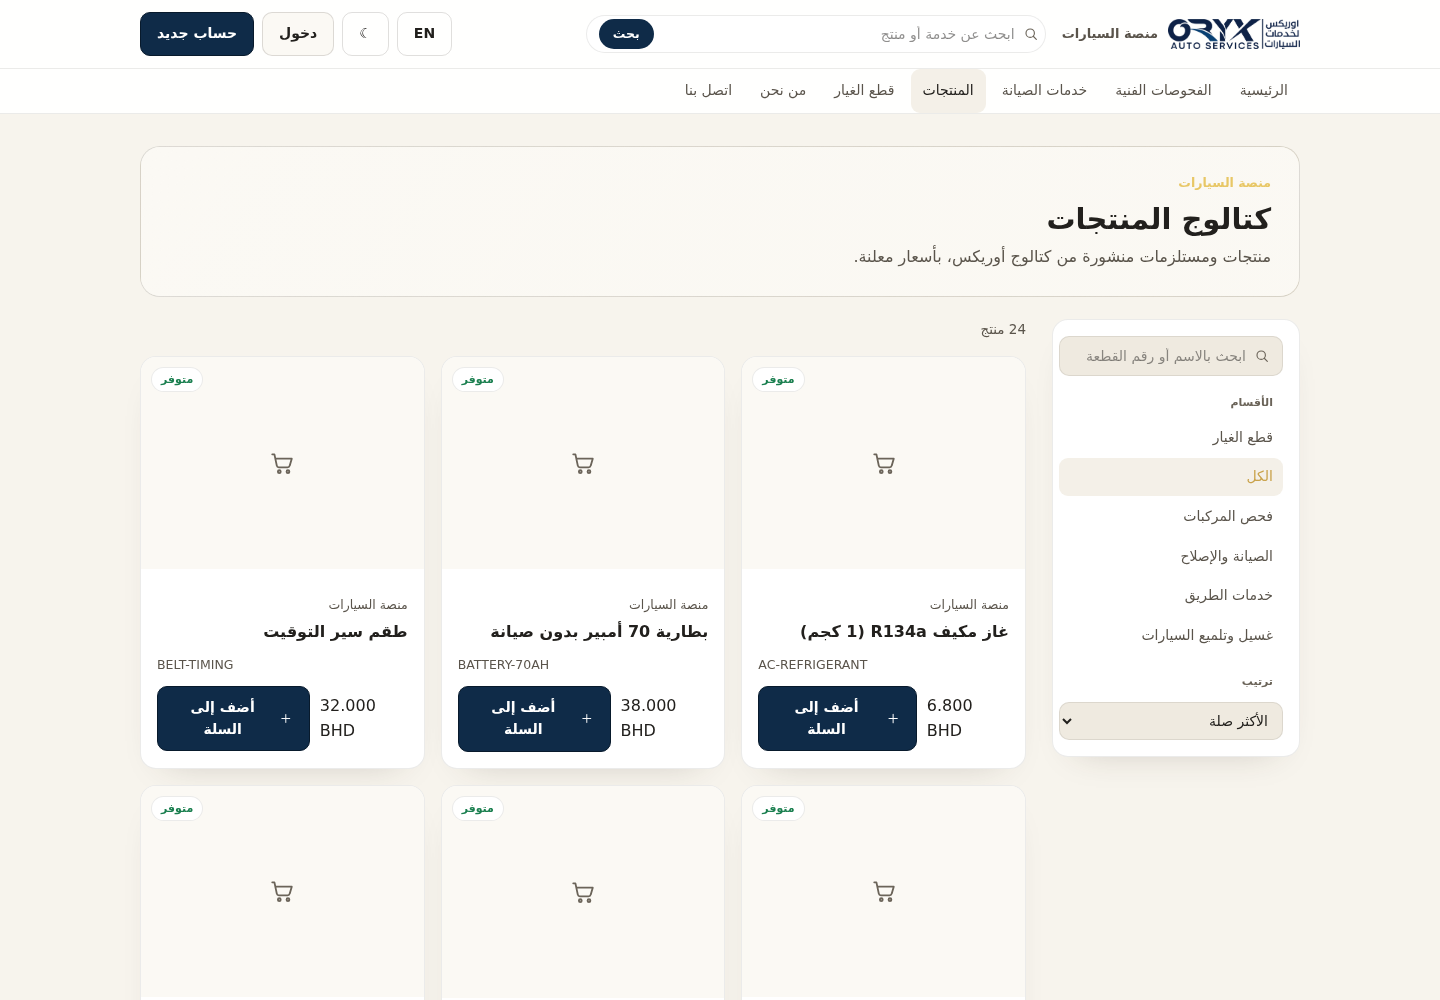 اوريكس
لخدمات
السيارات
ORYX
AUTO SERVICES
منصة السيارات
ابحث عن خدمة أو منتج
بحث
EN
دخول
حساب جديد
الرئيسية
الفحوصات الفنية
خدمات الصيانة
المنتجات
قطع الغيار
من نحن
اتصل بنا
منصة السيارات
كتالوج المنتجات
منتجات ومستلزمات منشورة من كتالوج أوريكس، بأسعار معلنة.
ابحث بالاسم أو رقم القطعة
الأقسام
قطع الغيار
الكل
فحص المركبات
الصيانة والإصلاح
خدمات الطريق
غسيل وتلميع السيارات
ترتيب
الأكثر صلة
24 منتج
متوفر
منصة السيارات
غاز مكيف R134a (1 كجم)
AC-REFRIGERANT
6.800
BHD
+ أضف إلى
السلة
متوفر
منصة السيارات
بطارية 70 أمبير بدون صيانة
BATTERY-70AH
38.000
BHD
+ أضف إلى
السلة
متوفر
منصة السيارات
طقم سير التوقيت
BELT-TIMING
32.000
BHD
+ أضف إلى
السلة
متوفر
متوفر
متوفر